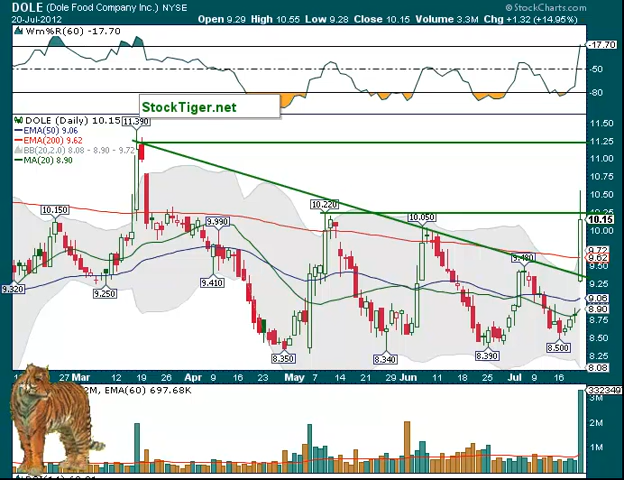 DOLE (Dole Food Company Inc.) NYSE © StockCharts.com
20-Jul-2012 Open 9.29 High 10.55 Low 9.28 Close 10.15 Volume 3.3M Chg +1.32 (+14.95%)
Wm%R(60) -17.70
-17.70
-50
-80
StockTiger.net
DOLE (Daily) 10.15
EMA(50) 9.06
EMA(200) 9.62
BB(20,2.0) 8.08 - 8.90 - 9.72
MA(20) 8.90
11.390
11.50
11.25
11.00
10.75
10.50
10.220
10.150
10.050
10.15
10.00
9.990
9.72
9.62
9.480
9.50
9.410
9.320
9.250
9.25
9.06
8.90
8.75
8.50
8.500
8.390
8.350
8.340
8.25
8.08
27 Mar 12 19 26 Apr 9 16 23 May 7 14 21 Jun 11 18 25 Jul 9 16
2M, EMA(60) 697.68K
332349
3M
2M
1M